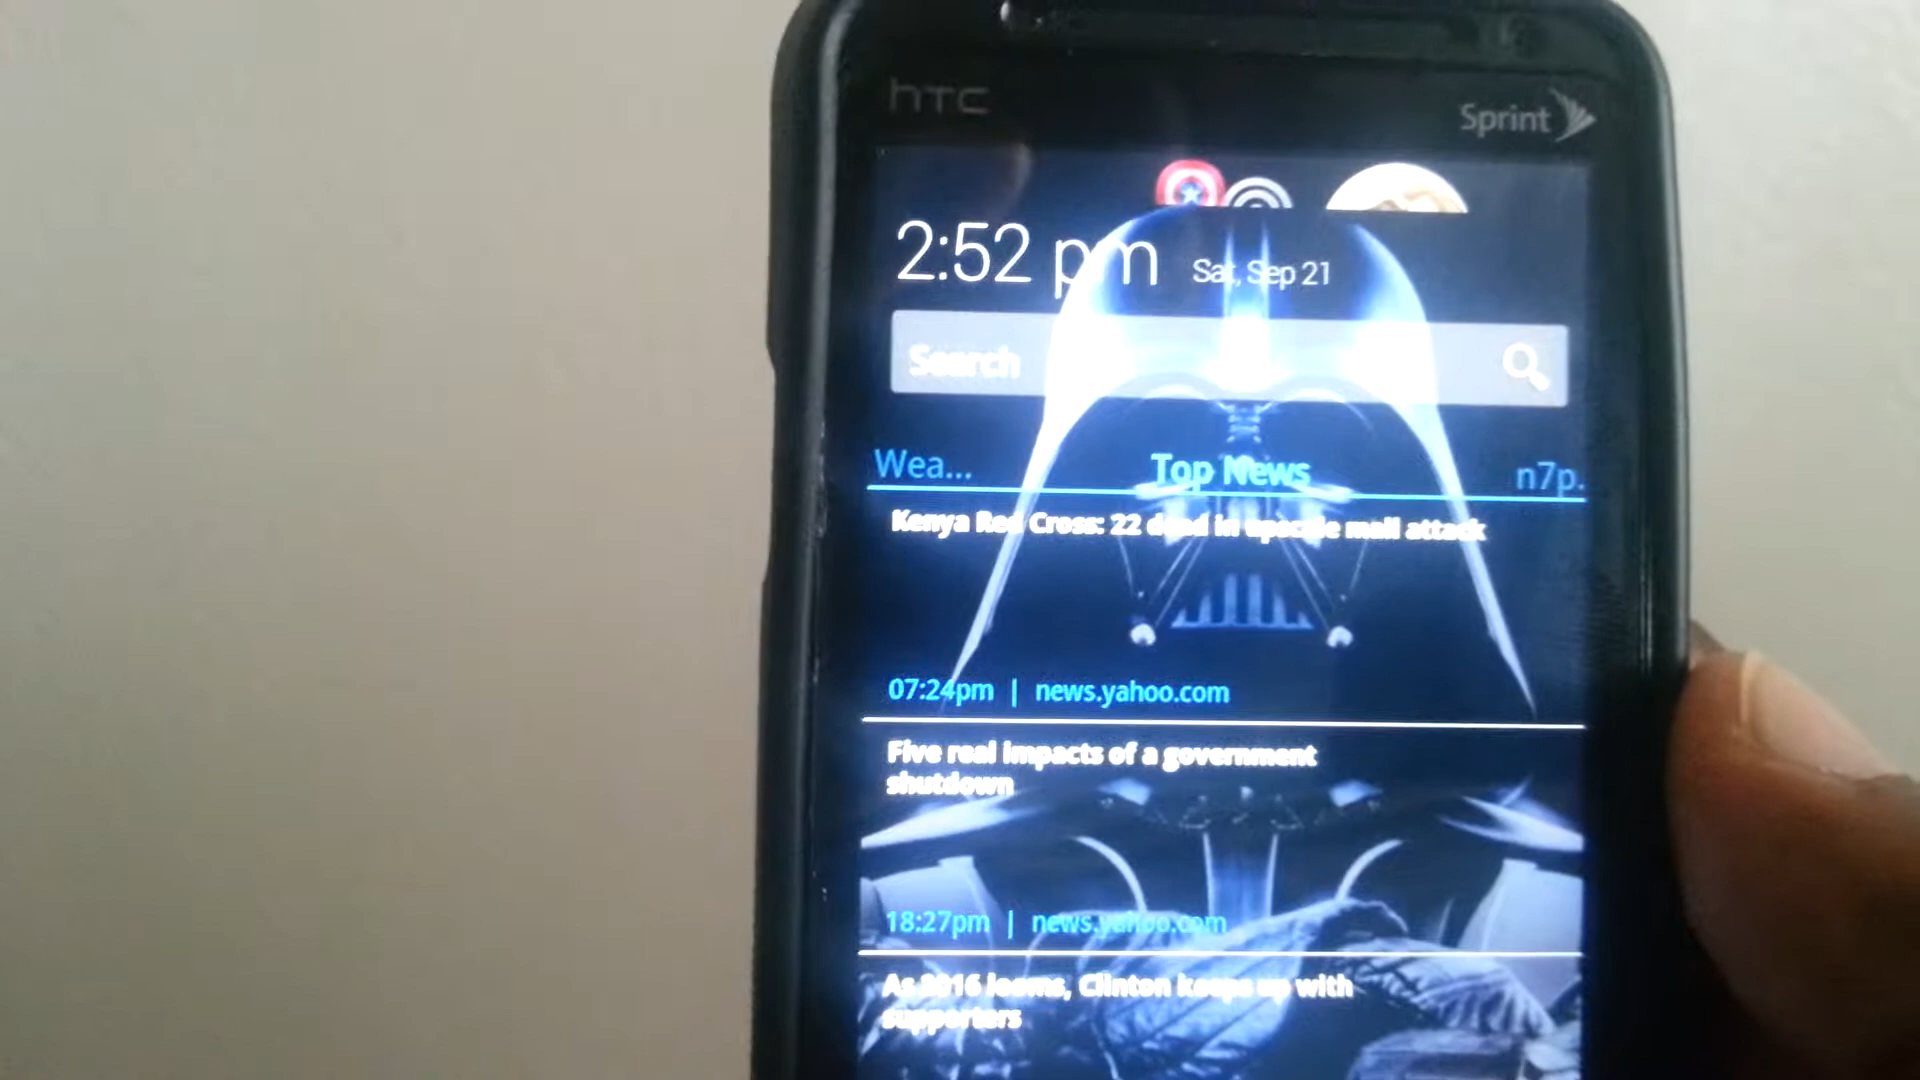 hTC
Sprint
2:52 pm
Sat, Sep 21
Search
Wea...
Top News
n7p.
Kenya Red Cross: 22 dead in upscale mall attack
07:24pm | news.yahoo.com
Five real impacts of a government
shutdown
18:27pm | news.yahoo.com
As 2016 looms, Clinton keeps up with
supporters